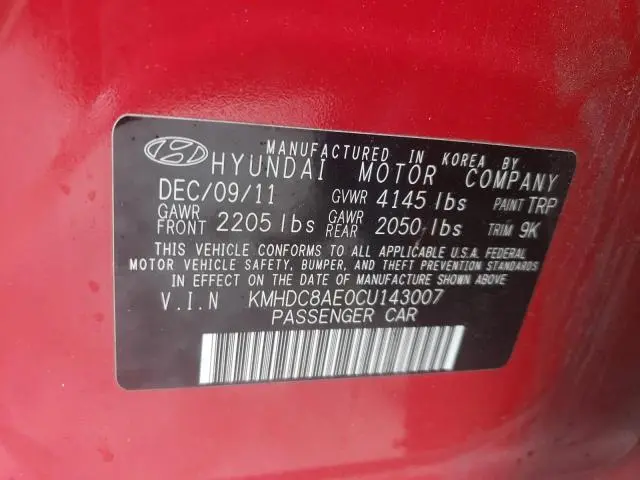 MANUFACTURED IN KOREA BY
HYUNDAI MOTOR COMPANY
DEC/09/11 GVWR 4145 lbs PAINT TRP
GAWR FRONT 2205 lbs GAWR REAR 2050 lbs TRIM 9K
THIS VEHICLE CONFORMS TO ALL APPLICABLE U.S.A. FEDERAL
MOTOR VEHICLE SAFETY, BUMPER, AND THEFT PREVENTION STANDARDS
IN EFFECT ON THE DATE OF MANUFACTURE SHOWN ABOVE
V.I.N KMHDC8AE0CU143007
PASSENGER CAR